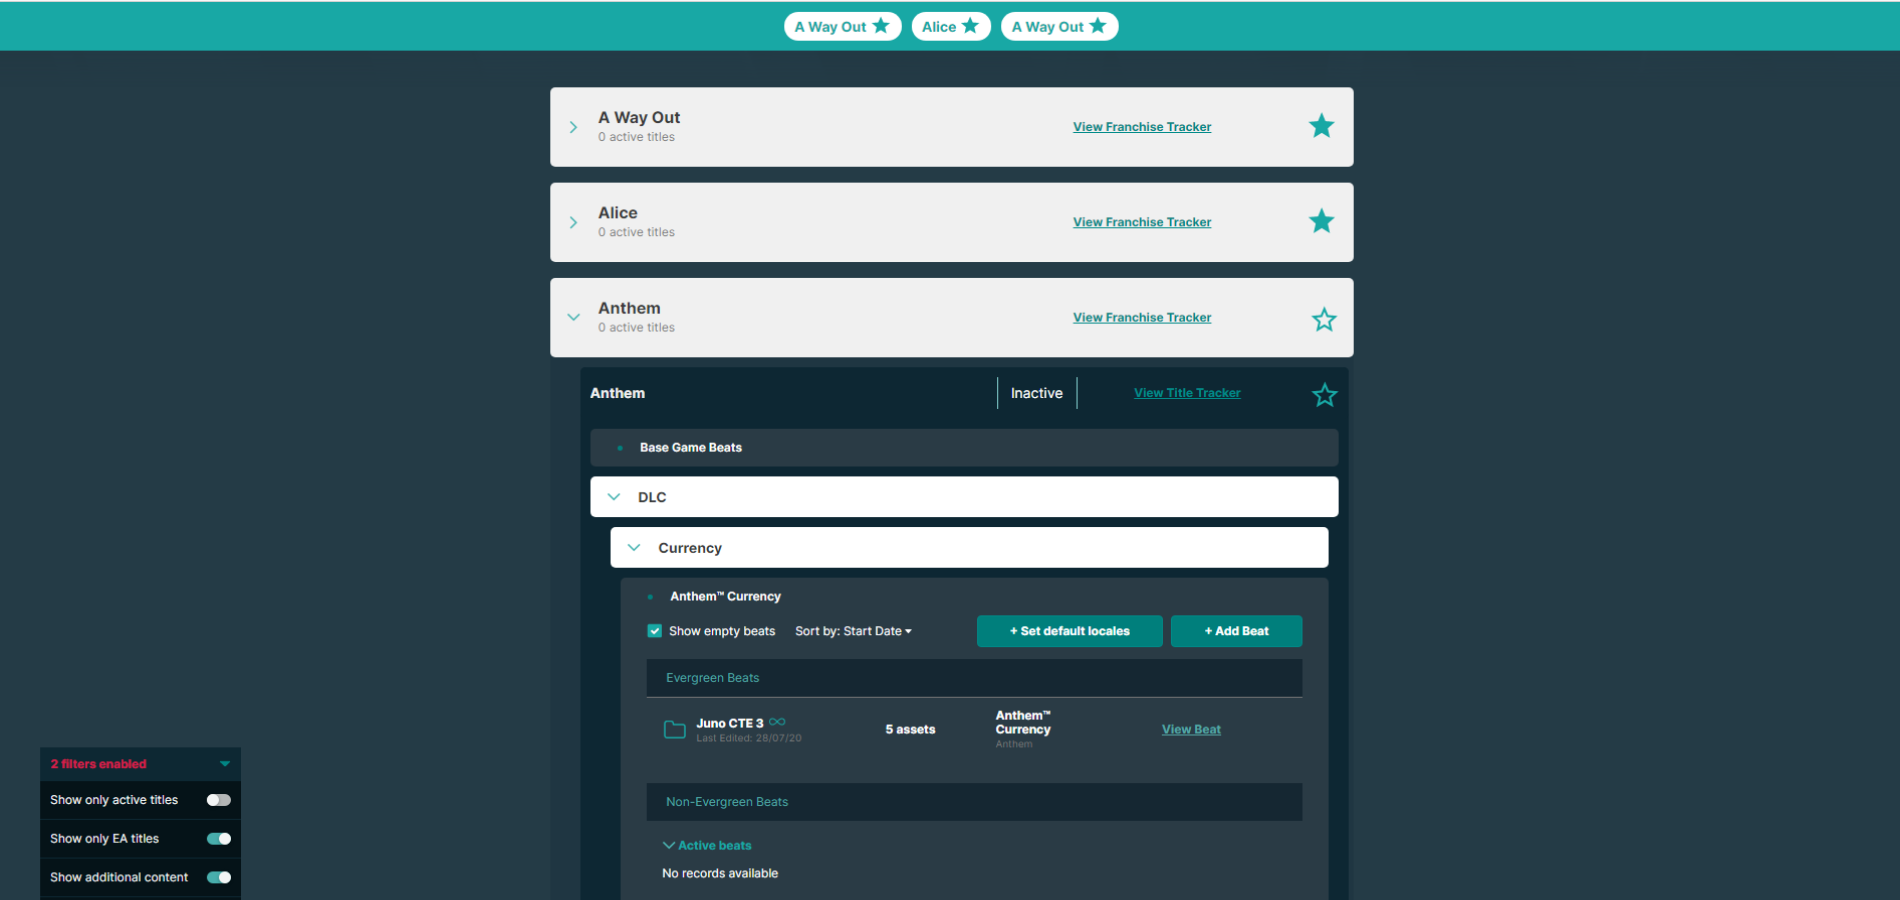 A Way Out
Alice
A Way Out
A Way Out
0 active titles
View Franchise Tracker
Alice
0 active titles
View Franchise Tracker
Anthem
0 active titles
View Franchise Tracker
Anthem
Inactive
View Title Tracker
Base Game Beats
DLC
Currency
Anthem™ Currency
Show empty beats
Sort by: Start Date
+ Set default locales
+ Add Beat
Evergreen Beats
Juno CTE 3
Last Edited: 28/07/20
5 assets
Anthem™
Currency
Anthem
View Beat
Non-Evergreen Beats
Active beats
No records available
2 filters enabled
Show only active titles
Show only EA titles
Show additional content